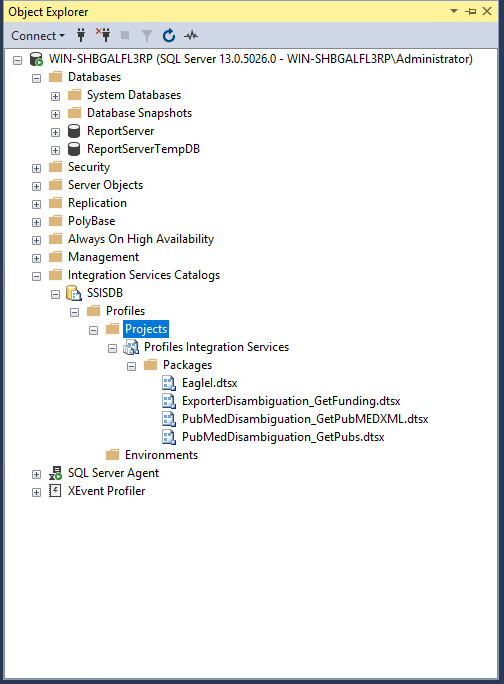 Object Explorer
Connect
WIN-SHBGALFL3RP (SQL Server 13.0.5026.0 - WIN-SHBGALFL3RP\Administrator)
Databases
System Databases
Database Snapshots
ReportServer
ReportServerTempDB
Security
Server Objects
Replication
PolyBase
Always On High Availability
Management
Integration Services Catalogs
SSISDB
Profiles
Projects
Profiles Integration Services
Packages
EagleI.dtsx
ExporterDisambiguation_GetFunding.dtsx
PubMedDisambiguation_GetPubMEDXML.dtsx
PubMedDisambiguation_GetPubs.dtsx
Environments
SQL Server Agent
XEvent Profiler